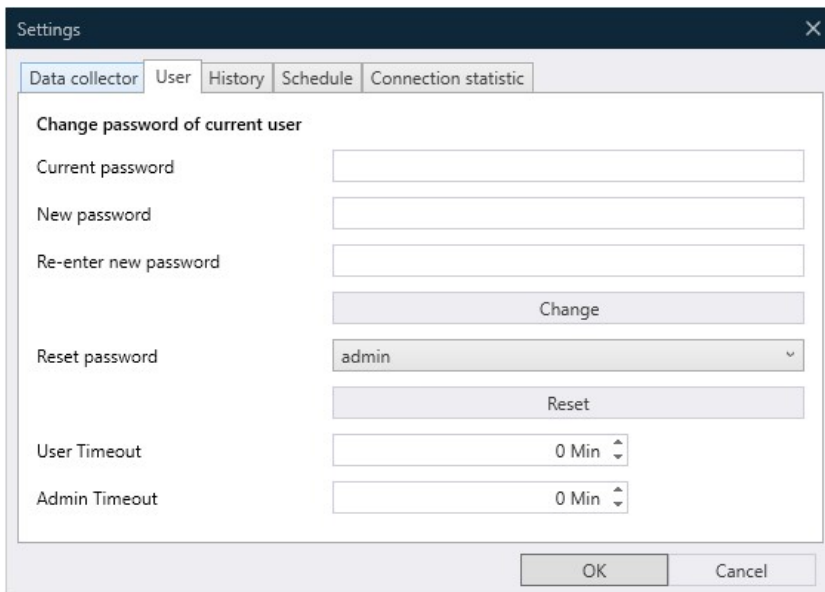 Settings
Data collector User History Schedule Connection statistic
Change password of current user
Current password
New password
Re-enter new password
Change
Reset password admin
Reset
User Timeout 0 Min
Admin Timeout 0 Min
OK Cancel